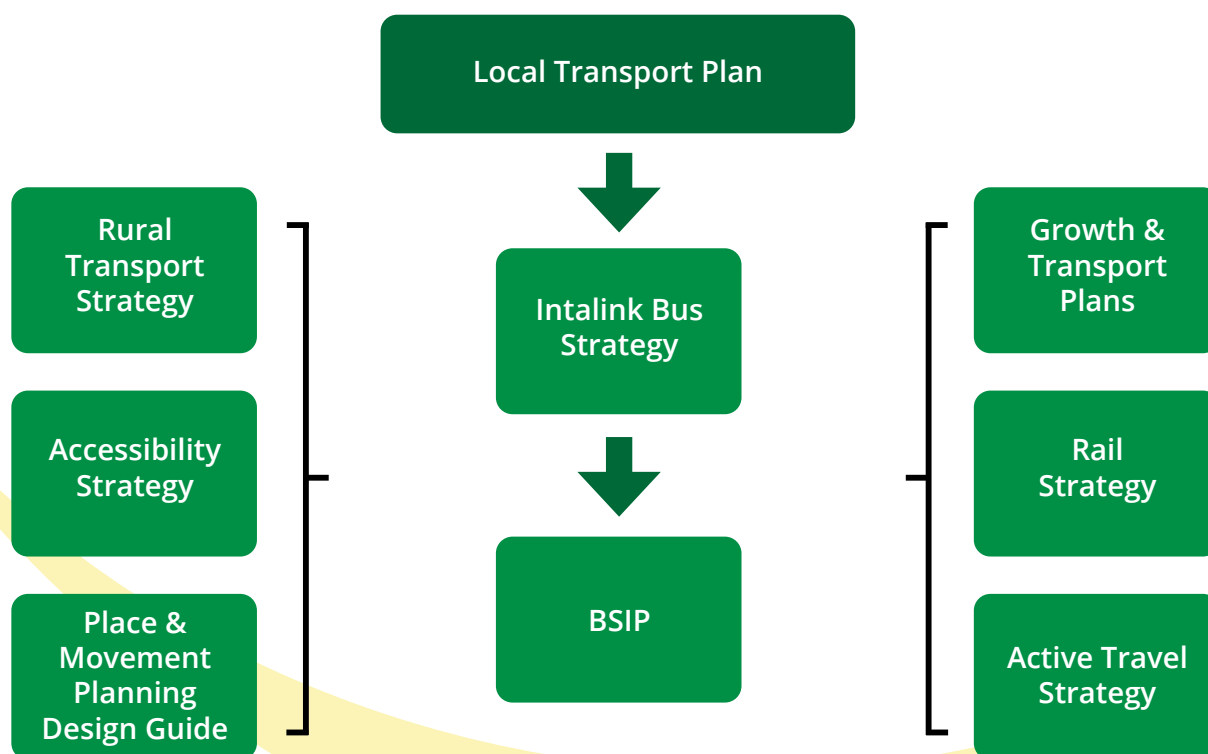 Local Transport Plan
Rural
Transport
Strategy
Accessibility
Strategy
Place &
Movement
Planning
Design Guide
Intalink Bus
Strategy
BSIP
Growth &
Transport
Plans
Rail
Strategy
Active Travel
Strategy